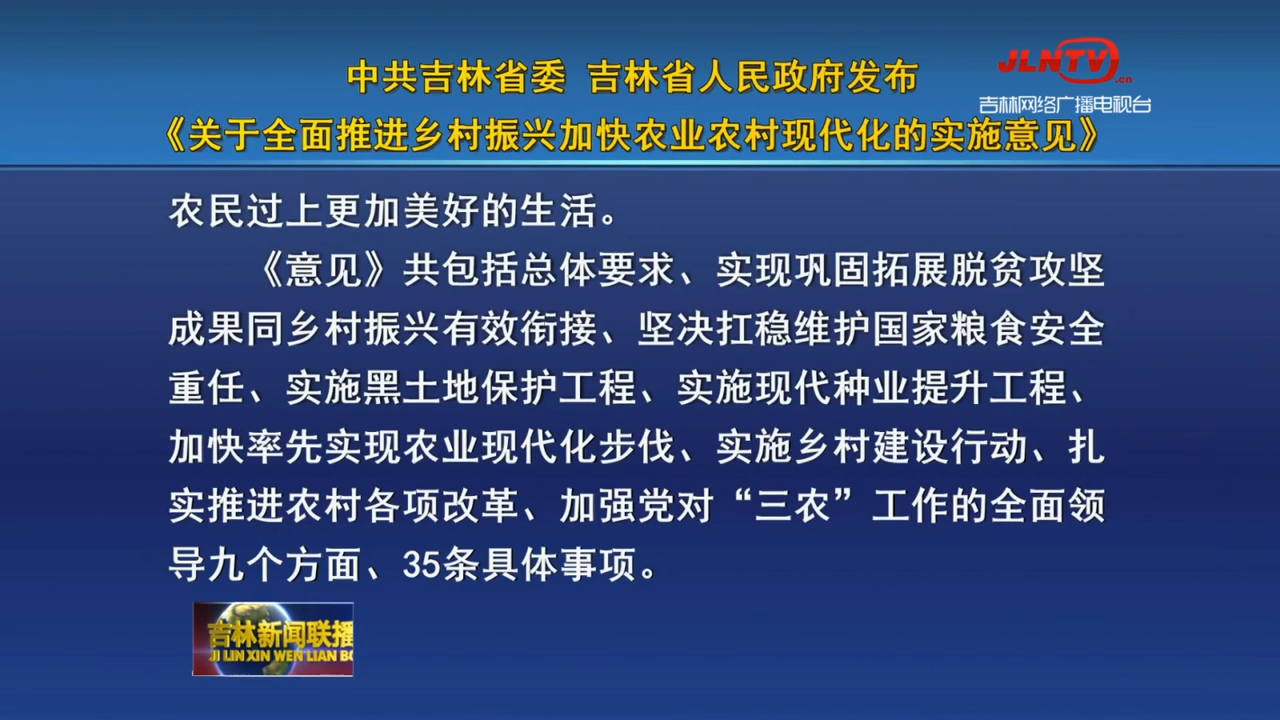 JLNTV.cn
吉林网络广播电视台
中共吉林省委 吉林省人民政府发布
《关于全面推进乡村振兴加快农业农村现代化的实施意见》
农民过上更加美好的生活。
《意见》共包括总体要求、实现巩固拓展脱贫攻坚
成果同乡村振兴有效衔接、坚决扛稳维护国家粮食安全
重任、实施黑土地保护工程、实施现代种业提升工程、
加快率先实现农业现代化步伐、实施乡村建设行动、扎
实推进农村各项改革、加强党对“三农”工作的全面领
导九个方面、35条具体事项。
吉林新闻联播
JI LIN XIN WEN LIAN BO